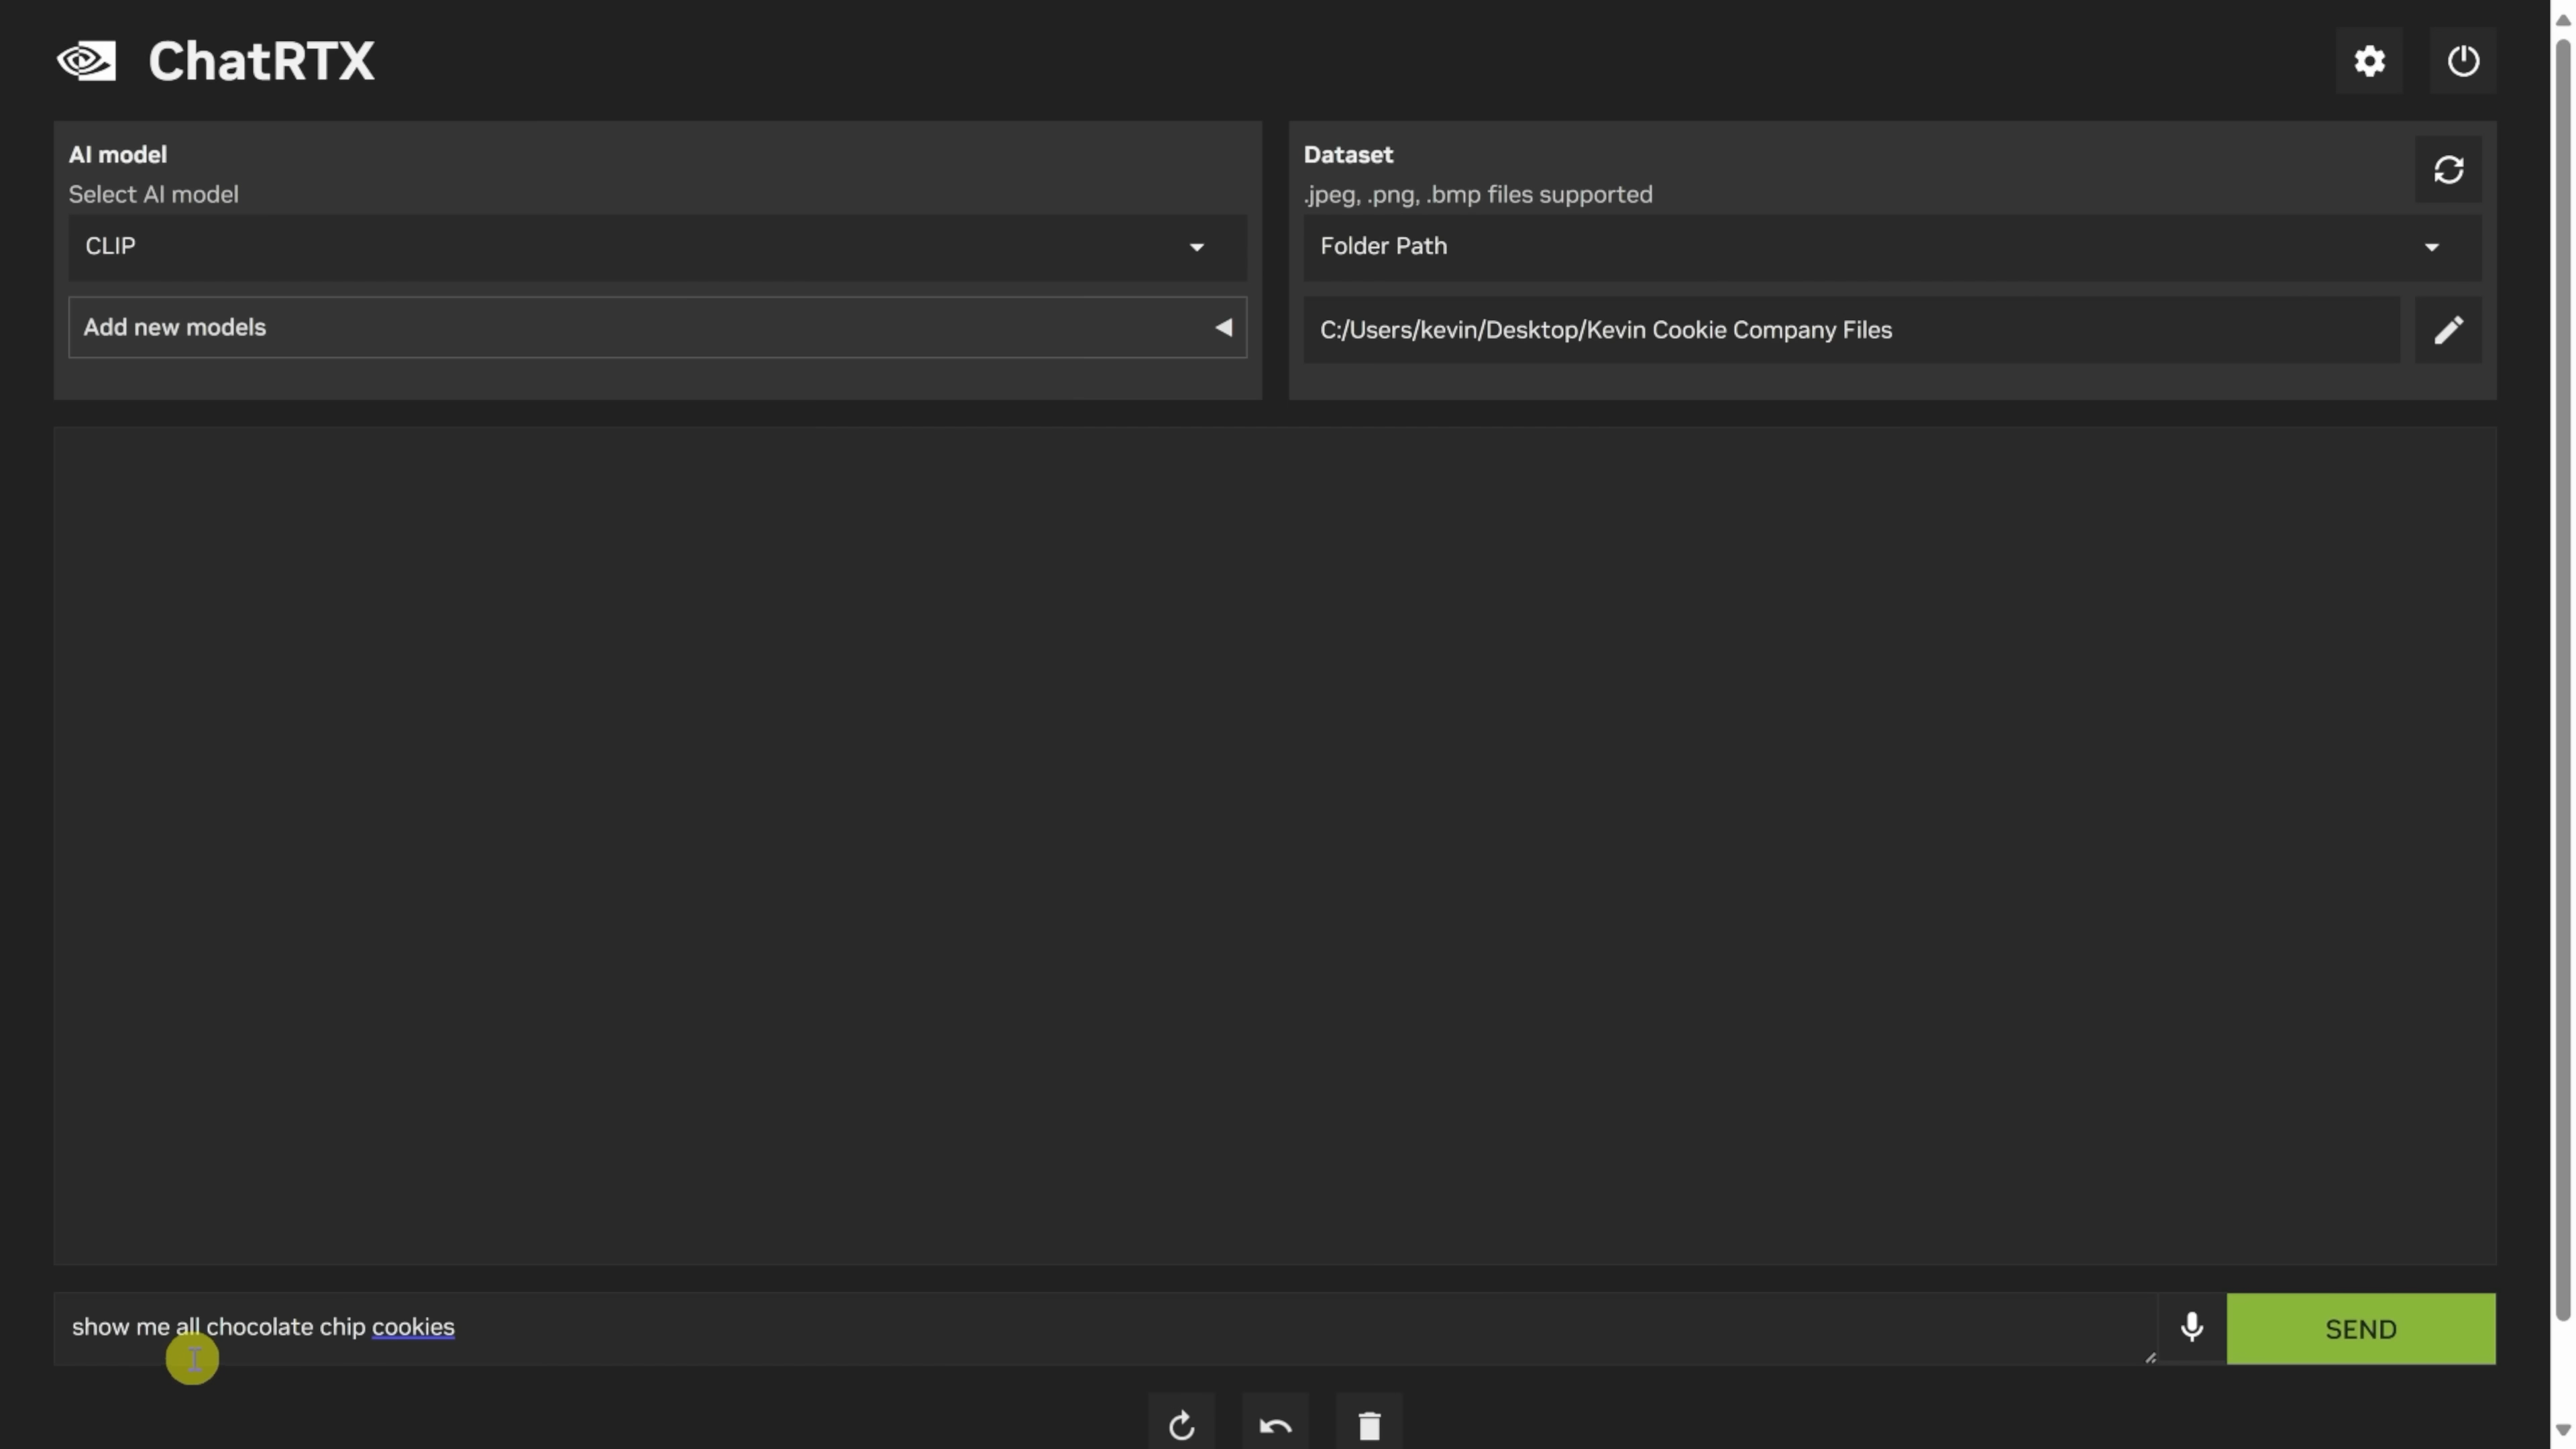 ChatRTX
AI model
Select AI model
CLIP
Add new models
Dataset
.jpeg, .png, .bmp files supported
Folder Path
C:/Users/kevin/Desktop/Kevin Cookie Company Files
show me all chocolate chip cookies
SEND